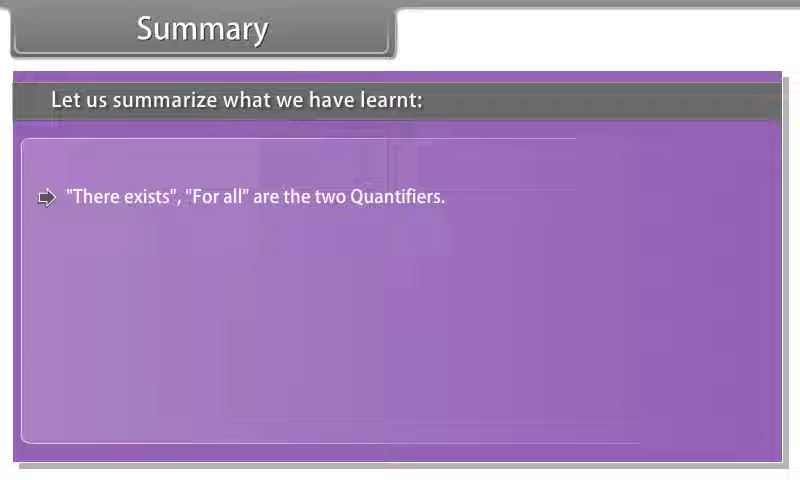 Summary
Let us summarize what we have learnt:
"There exists", "For all" are the two Quantifiers.